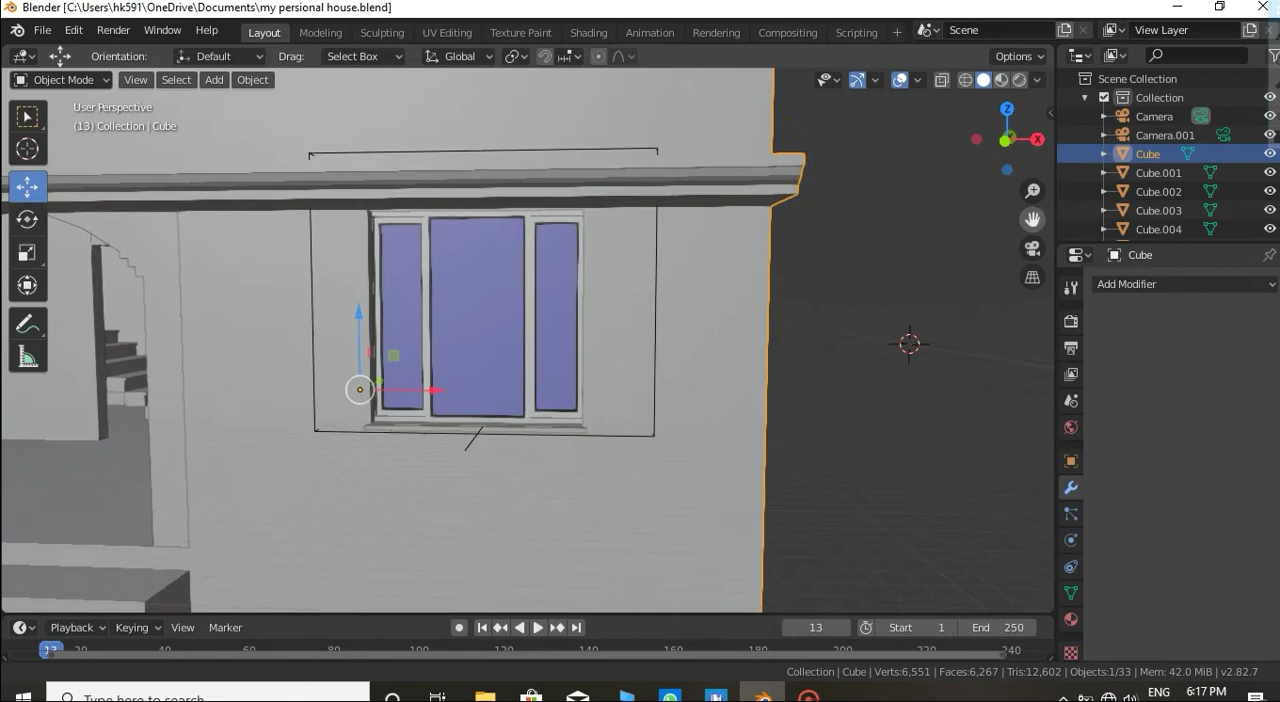 Blender [C:\Users\hk591\OneDrive\Documents\my persional house.blend]
File Edit Render Window Help Layout Modeling Sculpting UV Editing Texture Paint Shading Animation Rendering Compositing Scripting + Scene View Layer
Orientation: Default Drag: Select Box Global Options
Object Mode View Select Add Object
User Perspective
(13) Collection | Cube
Z
X
Scene Collection
Collection
Camera
Camera.001
Cube
Cube.001
Cube.002
Cube.003
Cube.004
Cube
Add Modifier
Playback Keying View Marker 13 Start 1 End 250
13 20 40 60 80 100 120 140 160 180 200 220 240
Collection | Cube | Verts:6,551 | Faces:6,267 | Tris:12,602 | Objects:1/33 | Mem: 42.0 MiB | v2.82.7
Type here to search
ENG 6:17 PM